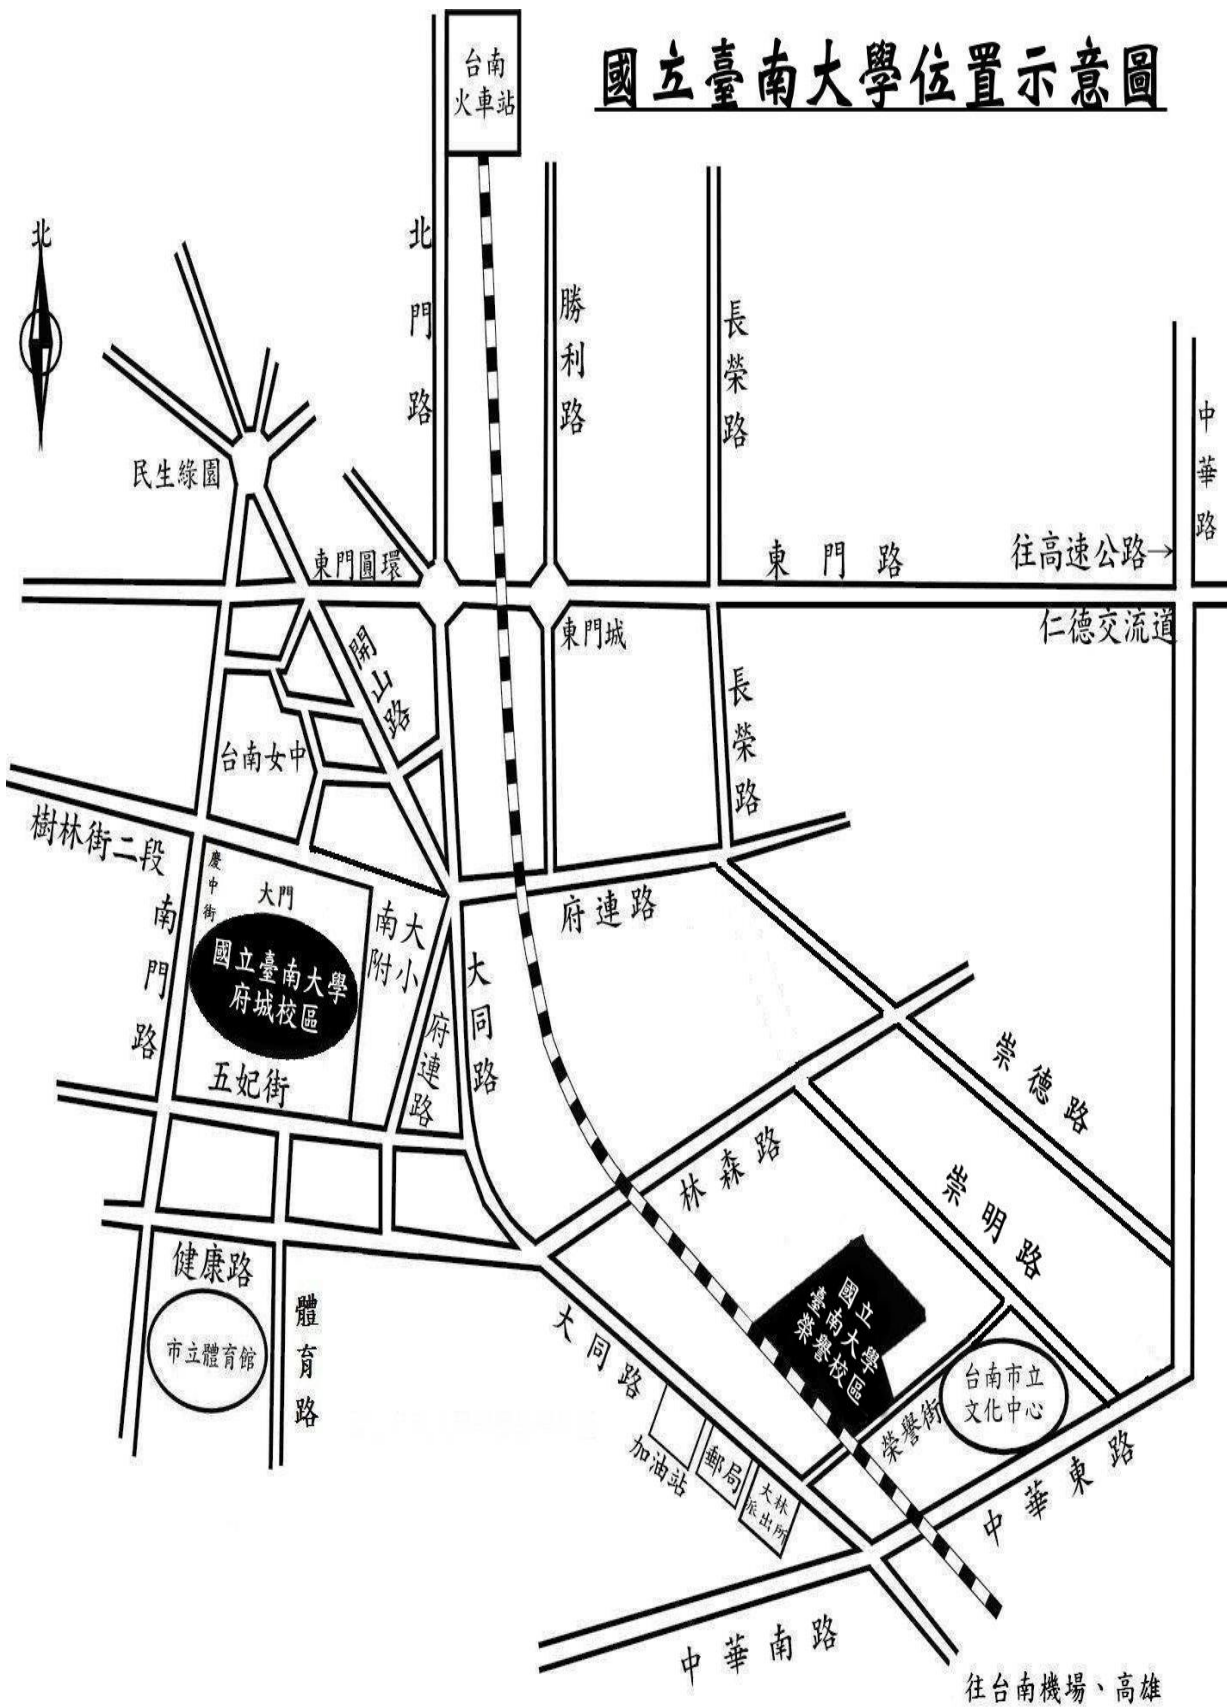 國立臺南大學位置示意圖
台南
火車站
北
北門路
勝利路
長榮路
中華路
民生綠園
東門圓環
東門路
往高速公路→
仁德交流道
東門城
開山路
長榮路
台南女中
樹林街二段
慶中街
大門
南大
附小
南門路
國立臺南大學
府城校區
府連路
大同路
府連路
五妃街
崇德路
林森路
崇明路
健康路
市立體育館
體育路
大同路
國立
臺南大學
榮譽校區
台南市立
文化中心
榮譽街
加油站
郵局
大林
派出所
中華東路
中華南路
往台南機場、高雄